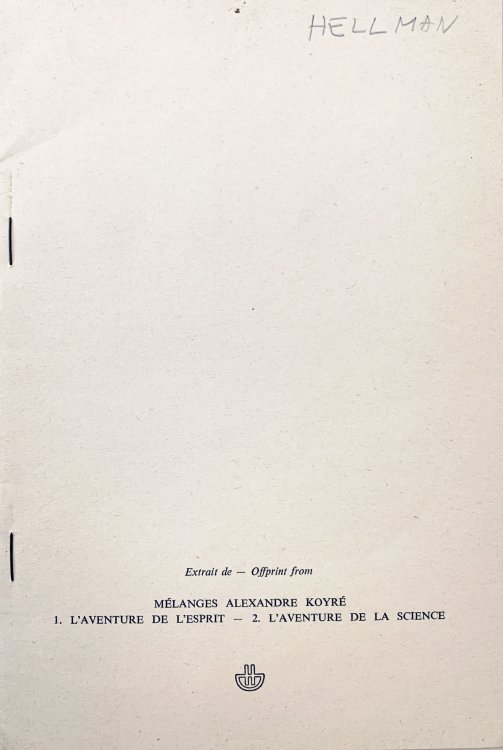 HELLMAN
Extrait de — Offprint from
MÉLANGES ALEXANDRE KOYRÉ
1. L'AVENTURE DE L'ESPRIT — 2. L'AVENTURE DE LA SCIENCE